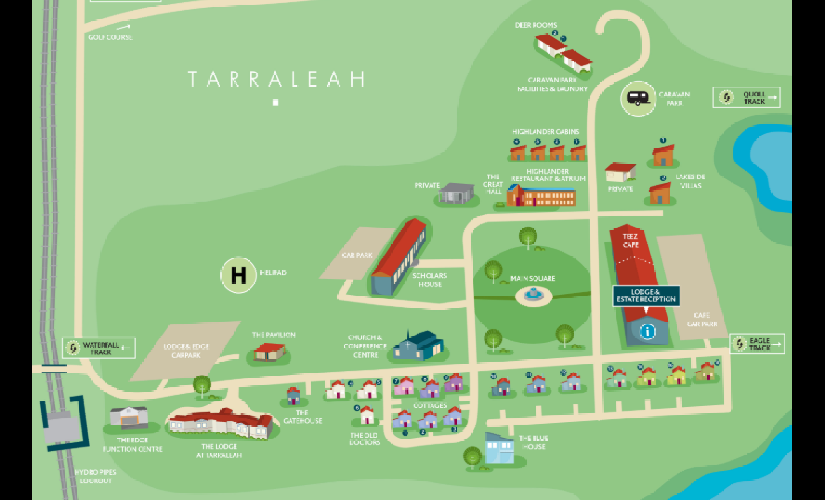 GOLF COURSE
TARRALEAH
DEER ROOMS
CARAVAN PARK
FACILITIES & LAUNDRY
CARAVAN
PARK
QUOLL
TRACK
HIGHLANDER CABINS
THE
GREAT
HALL
HIGHLANDER
RESTAURANT & ATRIUM
PRIVATE
PRIVATE
LAKESIDE
VILLAS
TEEZ
CAFE
CAR PARK
SCHOLARS
HOUSE
MAIN SQUARE
H
HELIPAD
LODGE &
ESTATE RECEPTION
i
CAFE
CAR PARK
WATERFALL
TRACK
EAGLE
TRACK
LODGE & EDGE
CARPARK
THE PAVILION
CHURCH &
CONFERENCE
CENTRE
COTTAGES
THE
GATEHOUSE
THE OLD
DOCTORS
THE BLUE
HOUSE
THE EDGE
FUNCTION CENTRE
THE LODGE
AT TARRALEAH
HYDRO PIPES
LOOKOUT